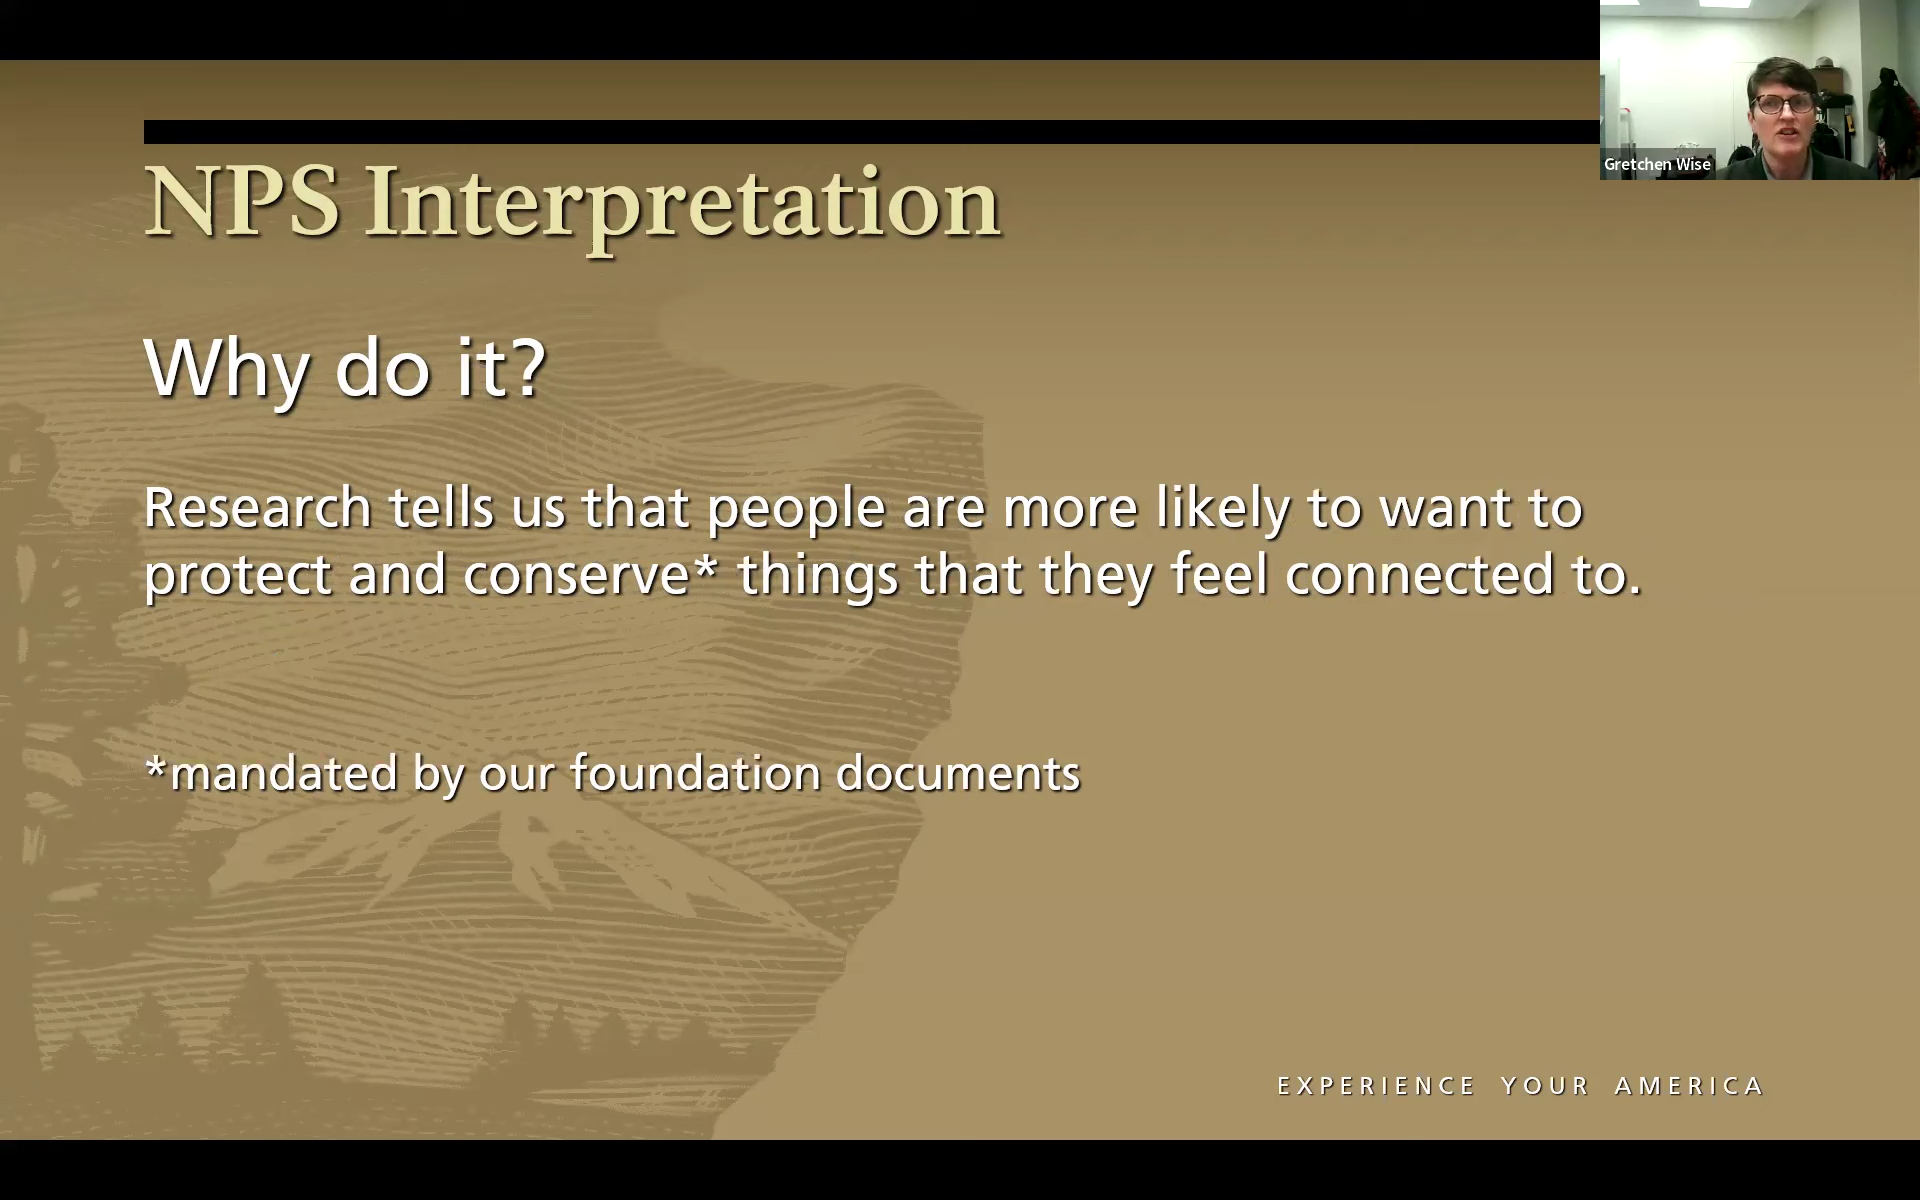 Gretchen Wise
NPS Interpretation
Why do it?
Research tells us that people are more likely to want to
protect and conserve* things that they feel connected to.
*mandated by our foundation documents
EXPERIENCE YOUR AMERICA